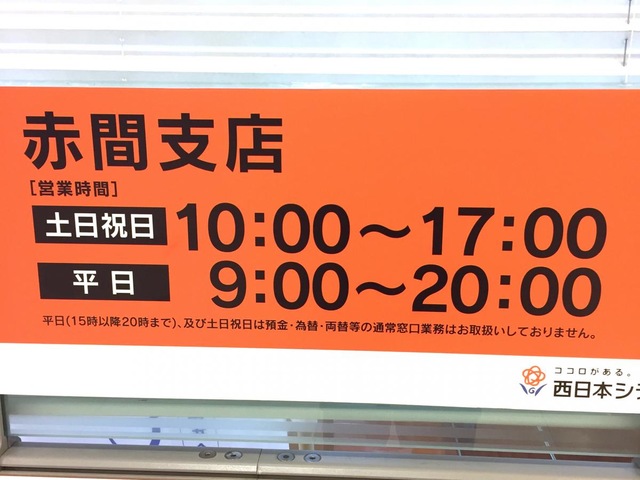 赤間支店
[営業時間]
土日祝日 10:00～17:00
平日 9:00～20:00
平日(15時以降20時まで)、及び土日祝日は預金・為替・両替等の通常窓口業務はお取扱いしておりません。
ココロがある。
西日本シ